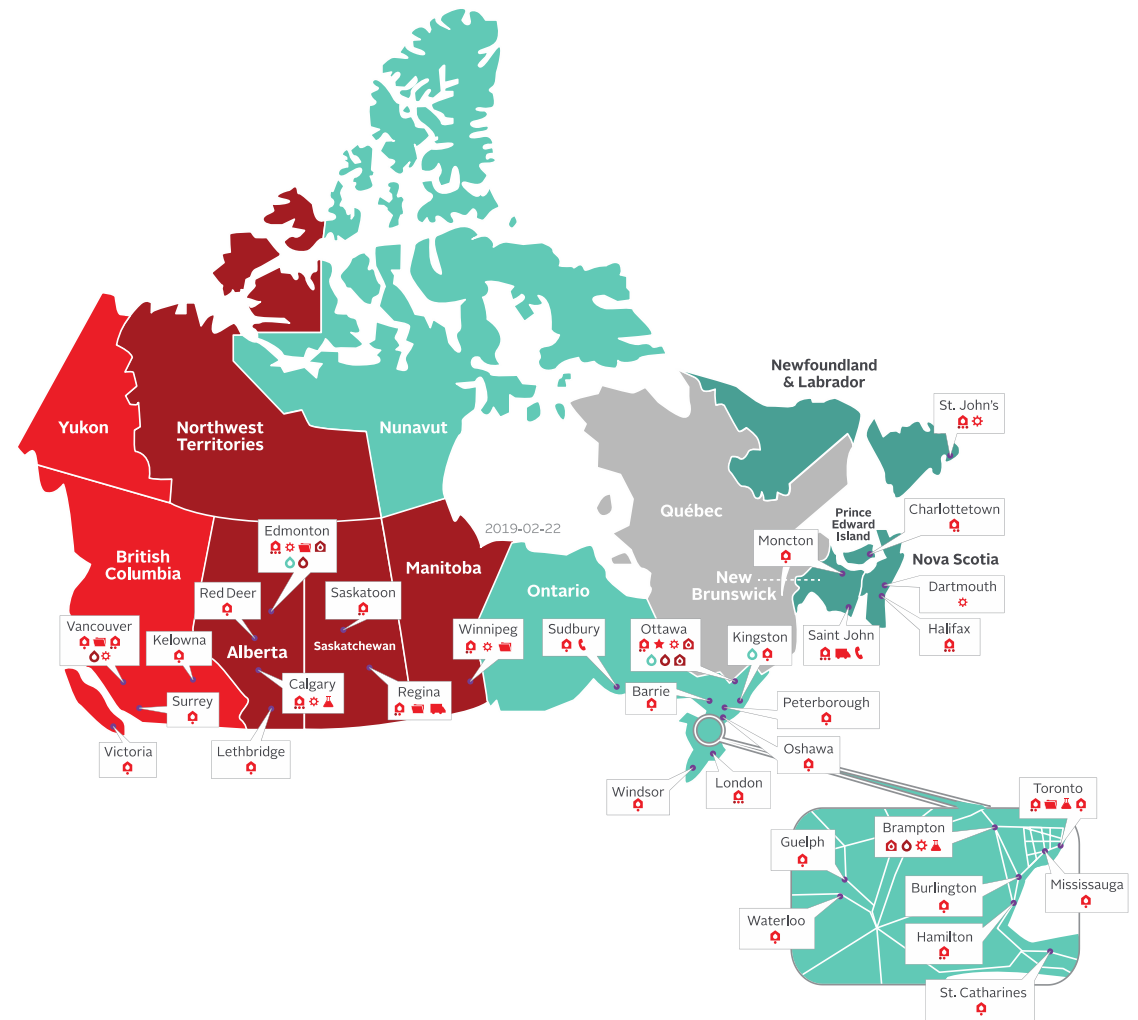 Newfoundland
& Labrador
St. John's
Yukon
Northwest
Territories
Nunavut
Charlottetown
Québec
Prince
Edward
Island
2019-02-22
Edmonton
Moncton
British
Columbia
Manitoba
Nova Scotia
New
Brunswick
Dartmouth
Ontario
Red Deer
Saskatoon
Vancouver
Kelowna
Alberta
Saskatchewan
Winnipeg
Sudbury
Ottawa
Kingston
Saint John
Halifax
Calgary
Regina
Barrie
Peterborough
Surrey
Victoria
Lethbridge
Oshawa
Windsor
London
Toronto
Brampton
Guelph
Burlington
Mississauga
Waterloo
Hamilton
St. Catharines